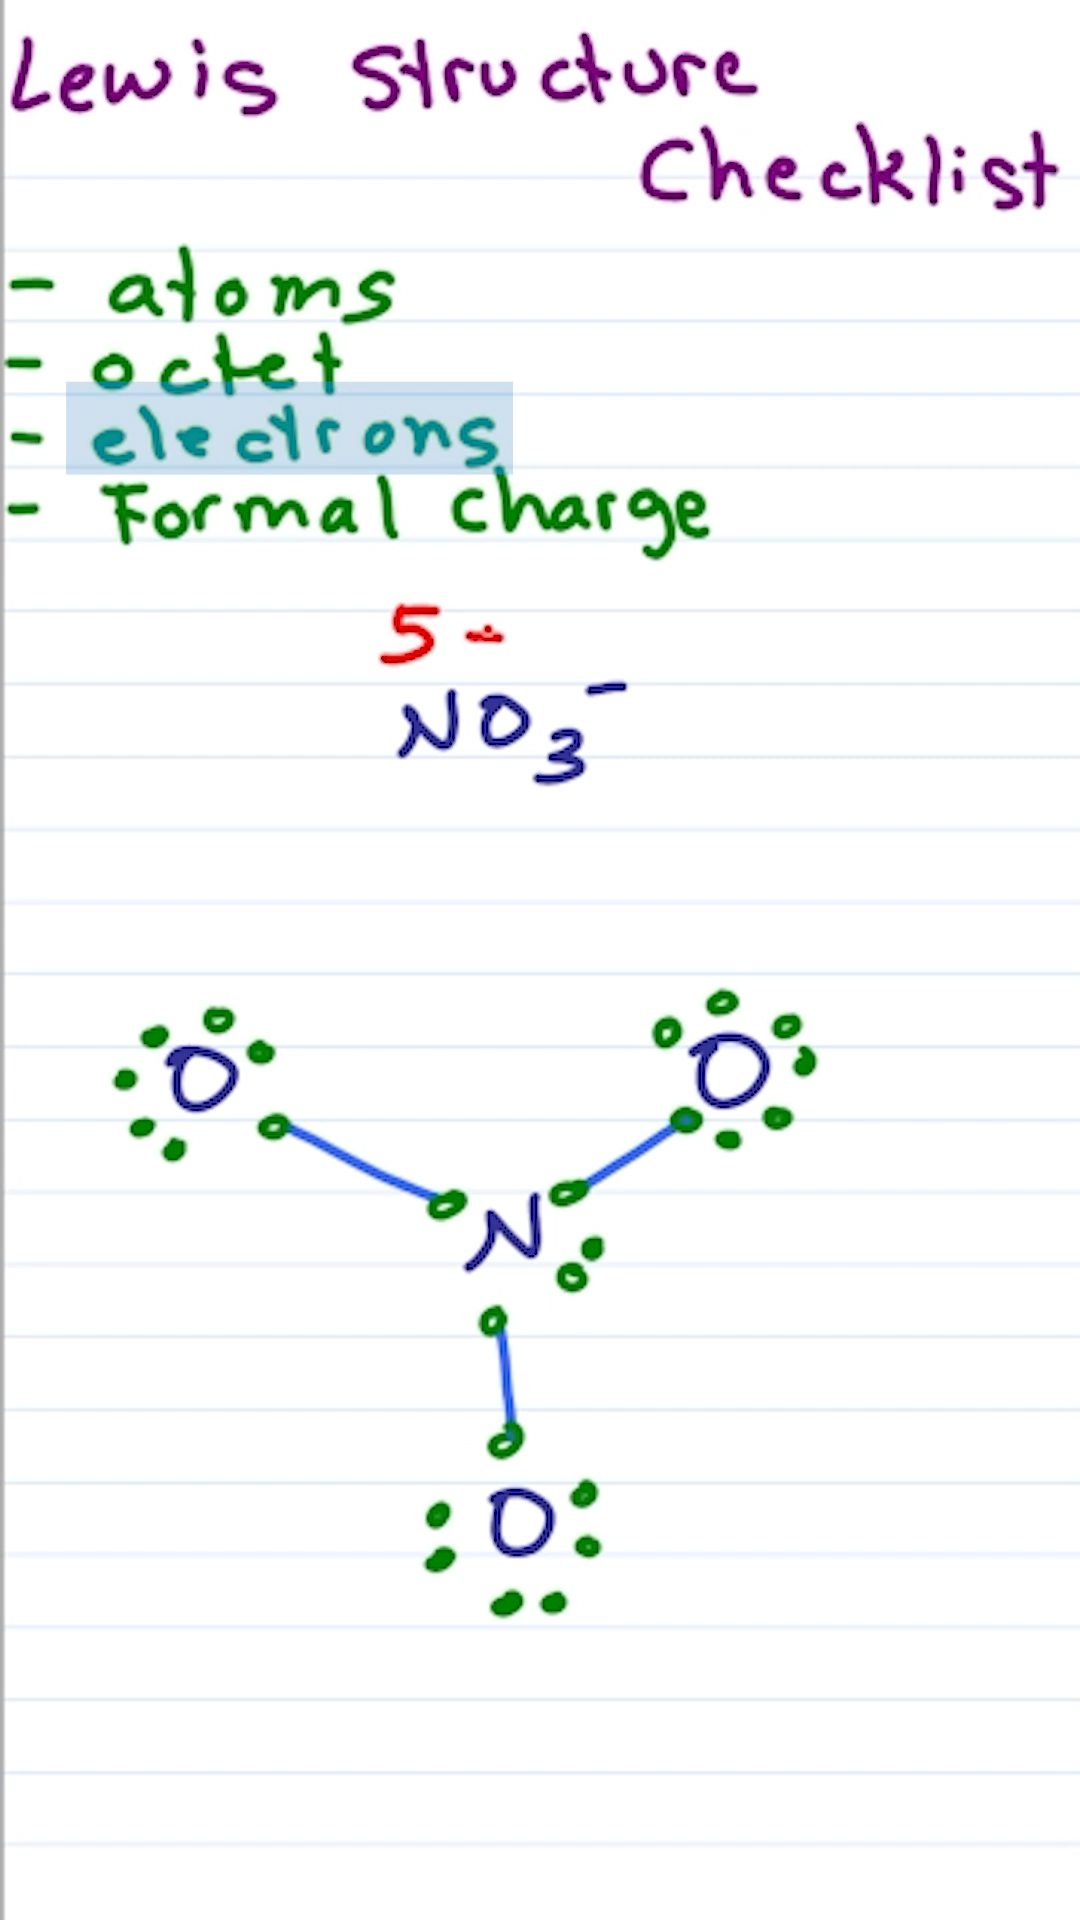 Lewis Structure
Checklist
- atoms
- octet
- electrons
- Formal charge
5 -
NO₃⁻
O O
N
O